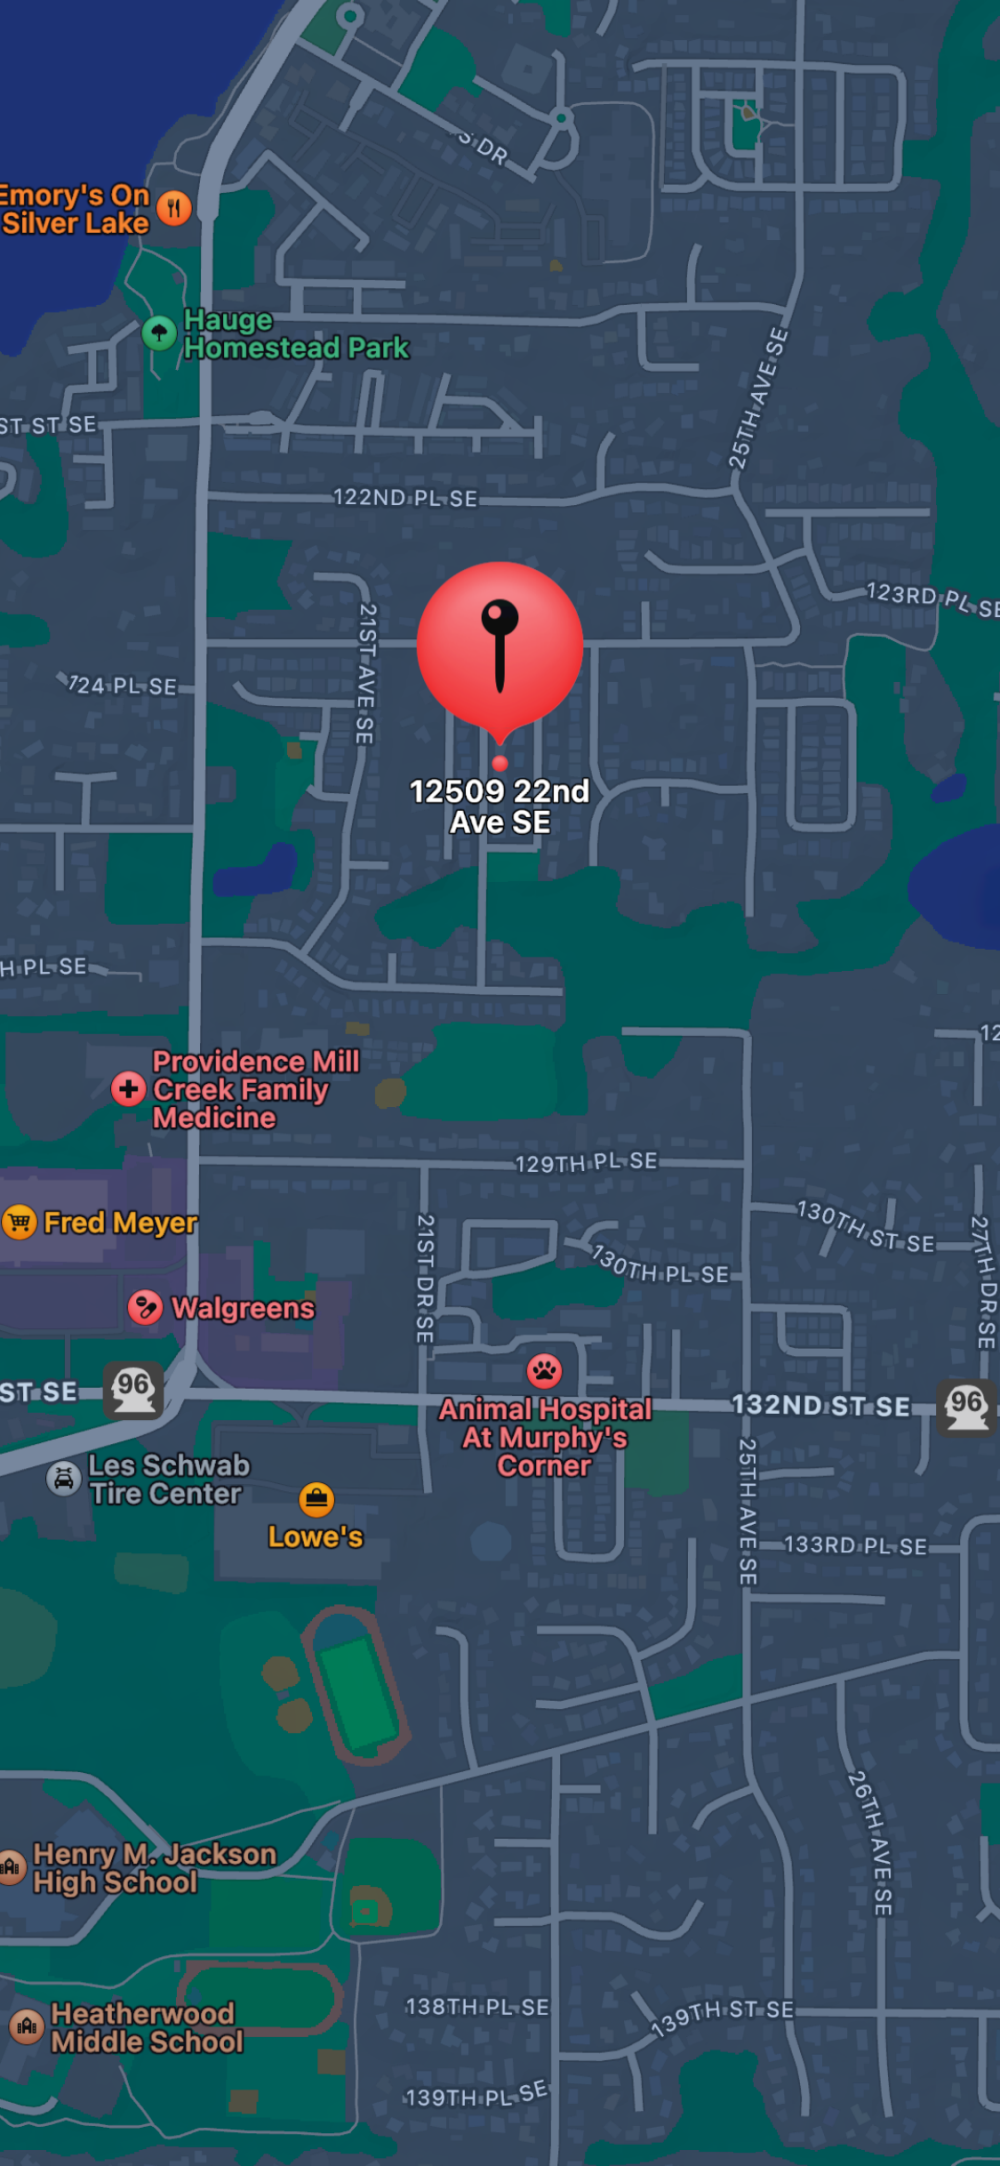 S DR
Emory's On
Silver Lake
Hauge
Homestead Park
25TH AVE SE
ST ST SE
122ND PL SE
123RD PL SE
21ST AVE SE
124 PL SE
12509 22nd
Ave SE
H PL SE
12
Providence Mill
Creek Family
Medicine
129TH PL SE
130TH ST SE
Fred Meyer
21ST DR SE
130TH PL SE
27TH DR SE
Walgreens
ST SE
96
132ND ST SE
96
Animal Hospital
At Murphy's
Corner
Les Schwab
Tire Center
25TH AVE SE
Lowe's
133RD PL SE
26TH AVE SE
Henry M. Jackson
High School
138TH PL SE
139TH ST SE
Heatherwood
Middle School
139TH PL SE